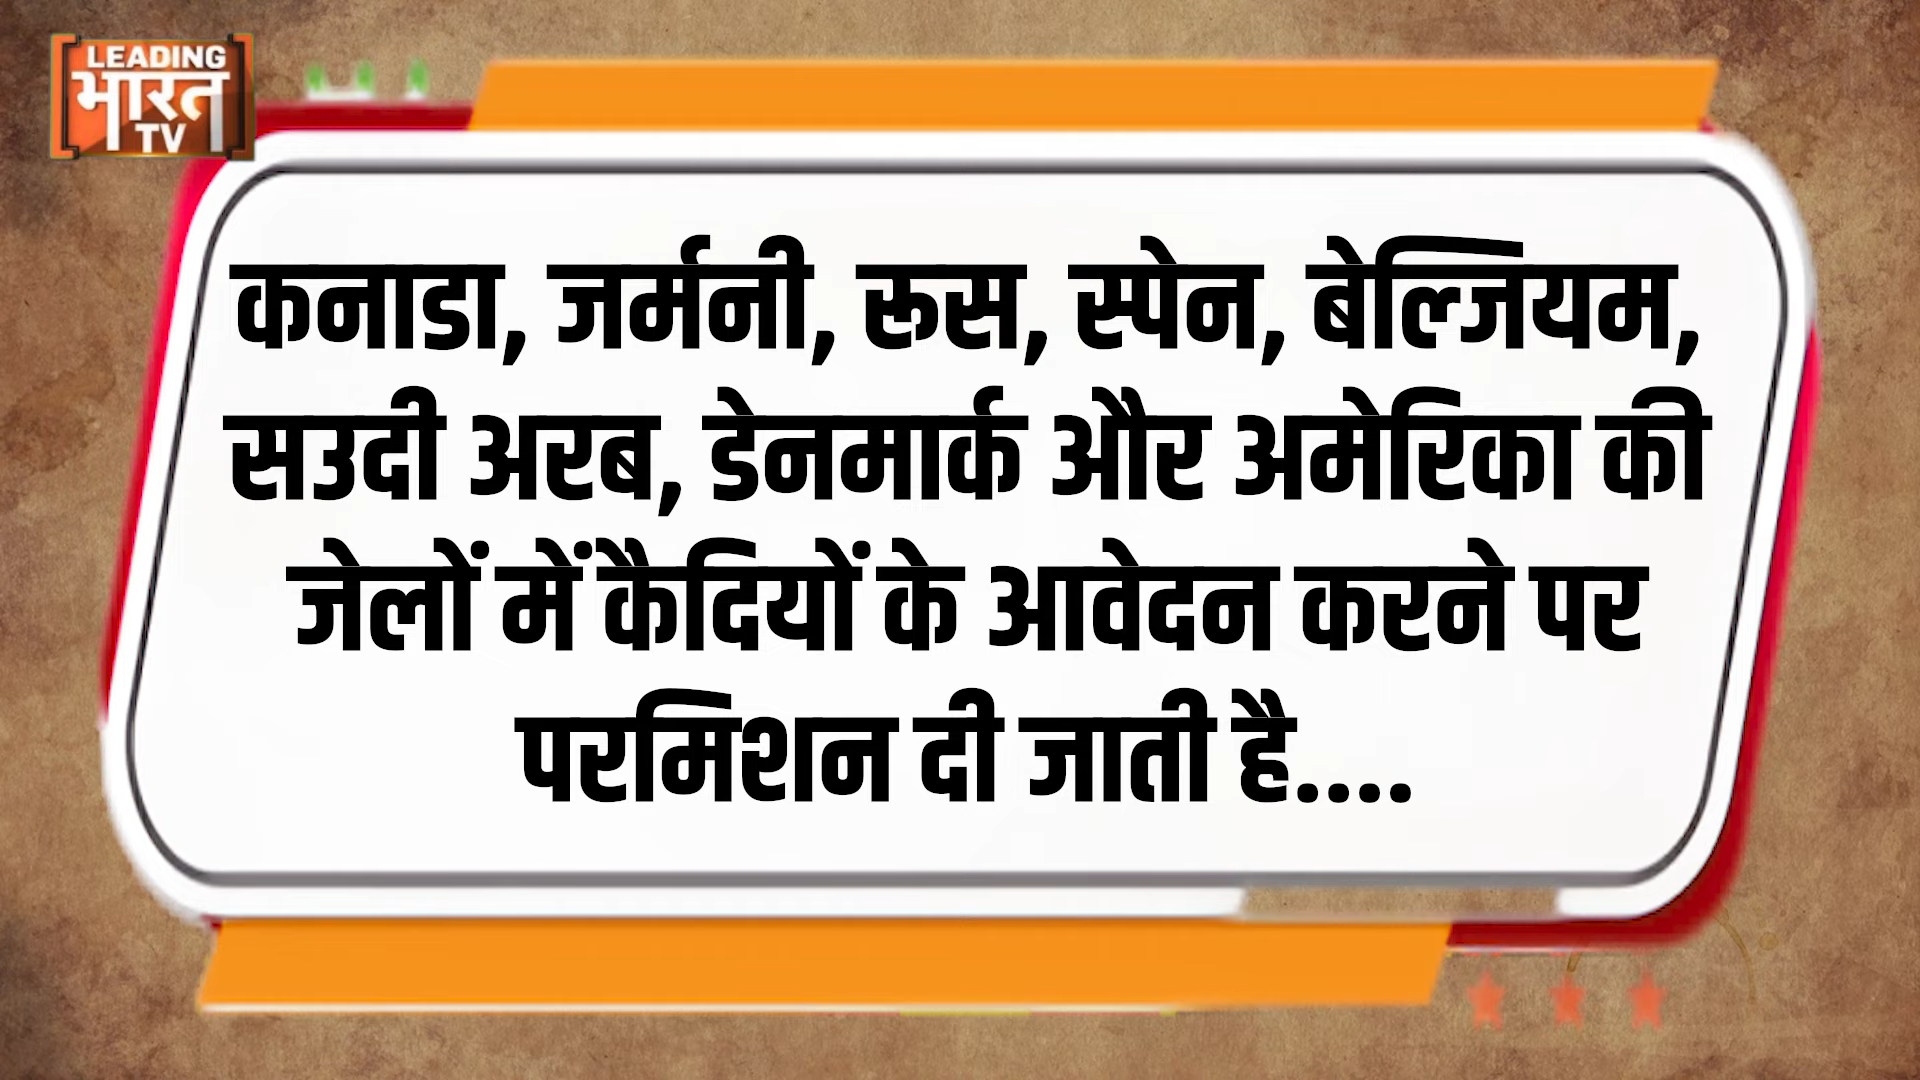 LEADING
भारत
TV
कनाडा, जर्मनी, रूस, स्पेन, बेल्जियम,
सउदी अरब, डेनमार्क और अमेरिका की
जेलों में कैदियों के आवेदन करने पर
परमिशन दी जाती है....